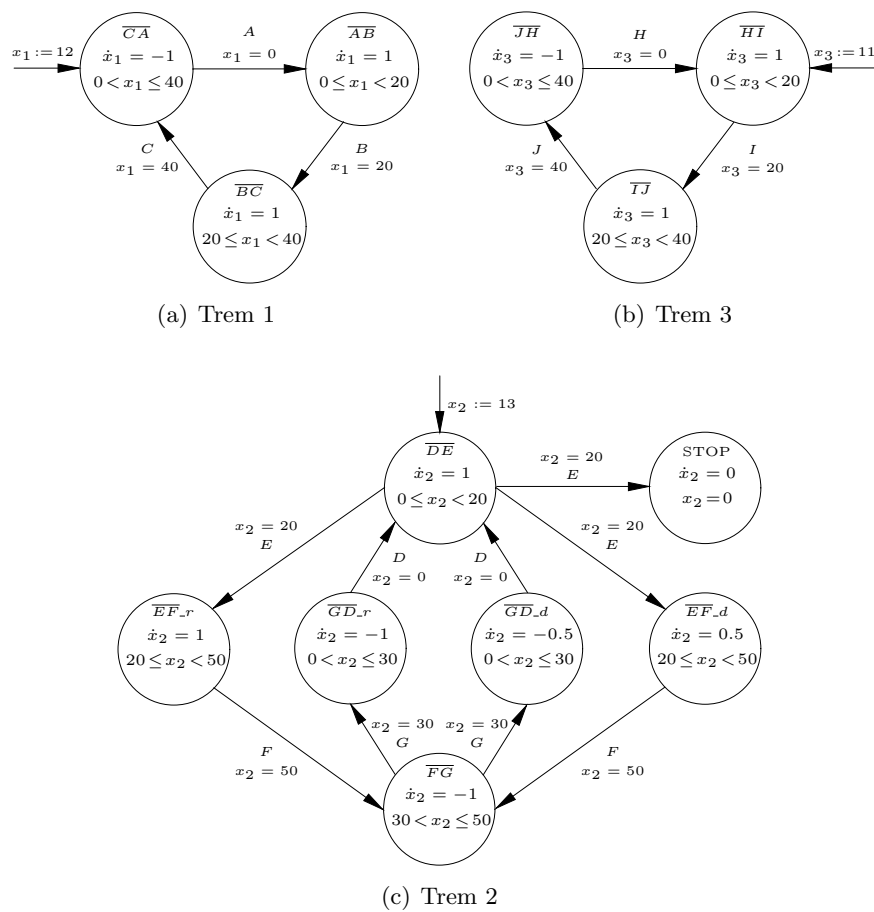 x1 := 12
CA
ẋ1 = −1
0 < x1 ≤ 40
A
x1 = 0
AB
ẋ1 = 1
0 ≤ x1 < 20
C
x1 = 40
B
x1 = 20
BC
ẋ1 = 1
20 ≤ x1 < 40
(a) Trem 1
JH
ẋ3 = −1
0 < x3 ≤ 40
H
x3 = 0
HI
ẋ3 = 1
0 ≤ x3 < 20
x3 := 11
J
x3 = 40
I
x3 = 20
IJ
ẋ3 = 1
20 ≤ x3 < 40
(b) Trem 3
x2 := 13
DE
ẋ2 = 1
0 ≤ x2 < 20
x2 = 20
E
STOP
ẋ2 = 0
x2 = 0
x2 = 20
E
x2 = 20
E
D
x2 = 0
D
x2 = 0
EF_r
ẋ2 = 1
20 ≤ x2 < 50
GD_r
ẋ2 = −1
0 < x2 ≤ 30
GD_d
ẋ2 = −0.5
0 < x2 ≤ 30
EF_d
ẋ2 = 0.5
20 ≤ x2 < 50
F
x2 = 50
x2 = 30
G
x2 = 30
G
F
x2 = 50
FG
ẋ2 = −1
30 < x2 ≤ 50
(c) Trem 2